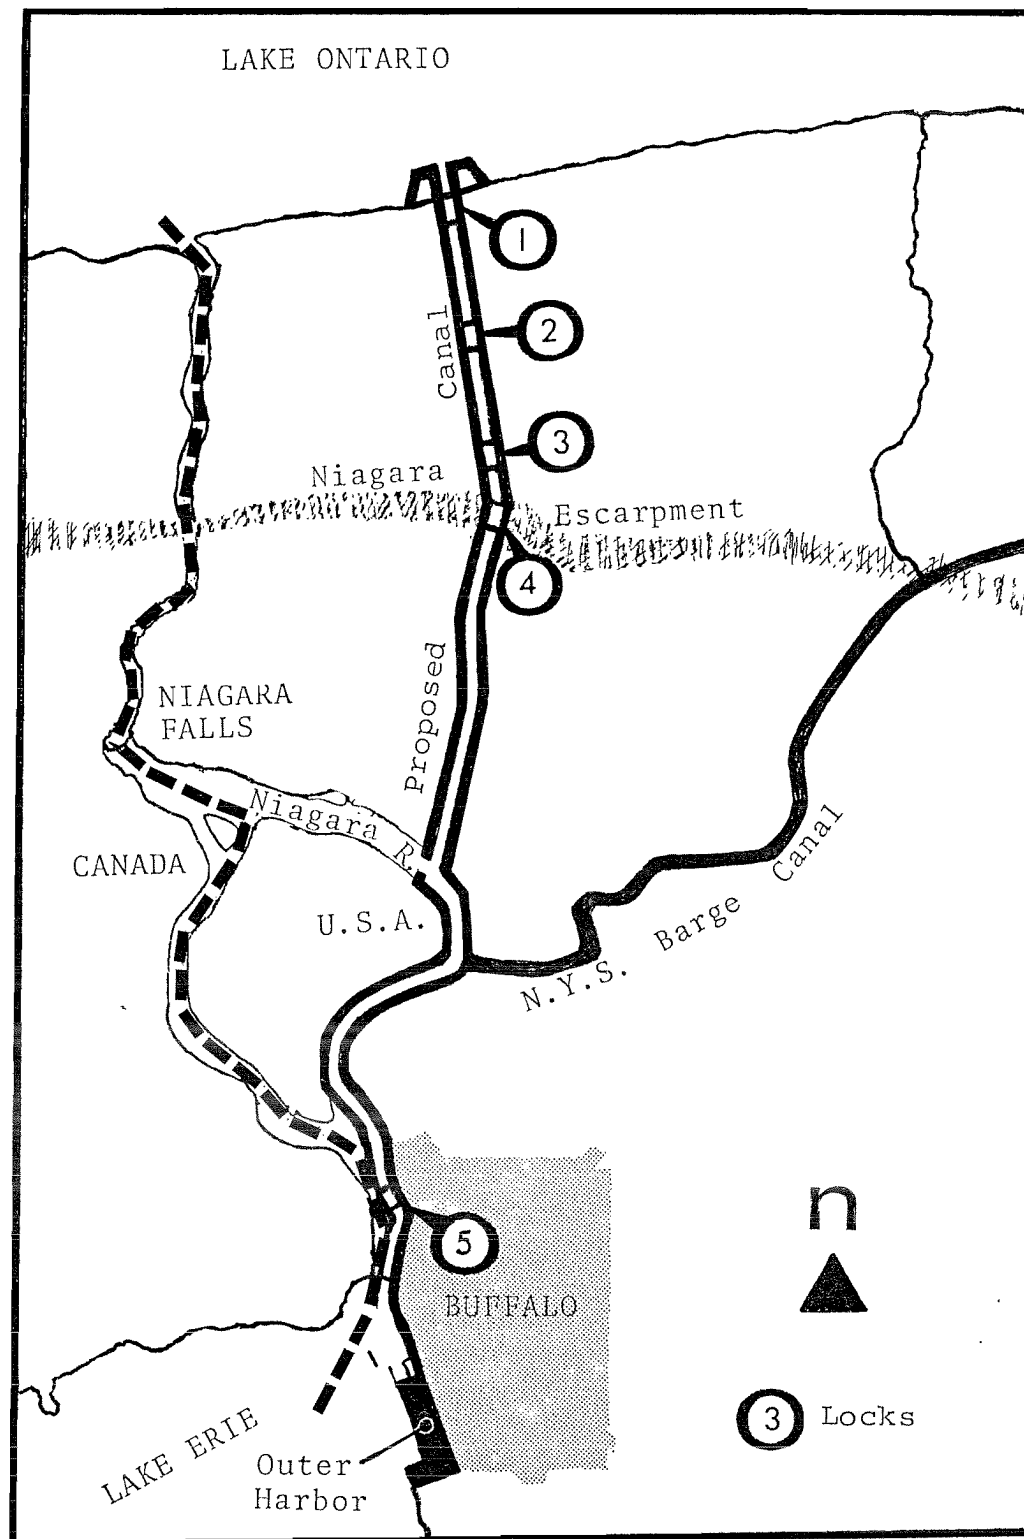 LAKE ONTARIO
1
2
Canal
3
Niagara
Escarpment
4
Proposed
NIAGARA
FALLS
Niagara R.
CANADA
U.S.A.
N.Y.S. Barge Canal
n
5
BUFFALO
3 Locks
LAKE ERIE
Outer
Harbor